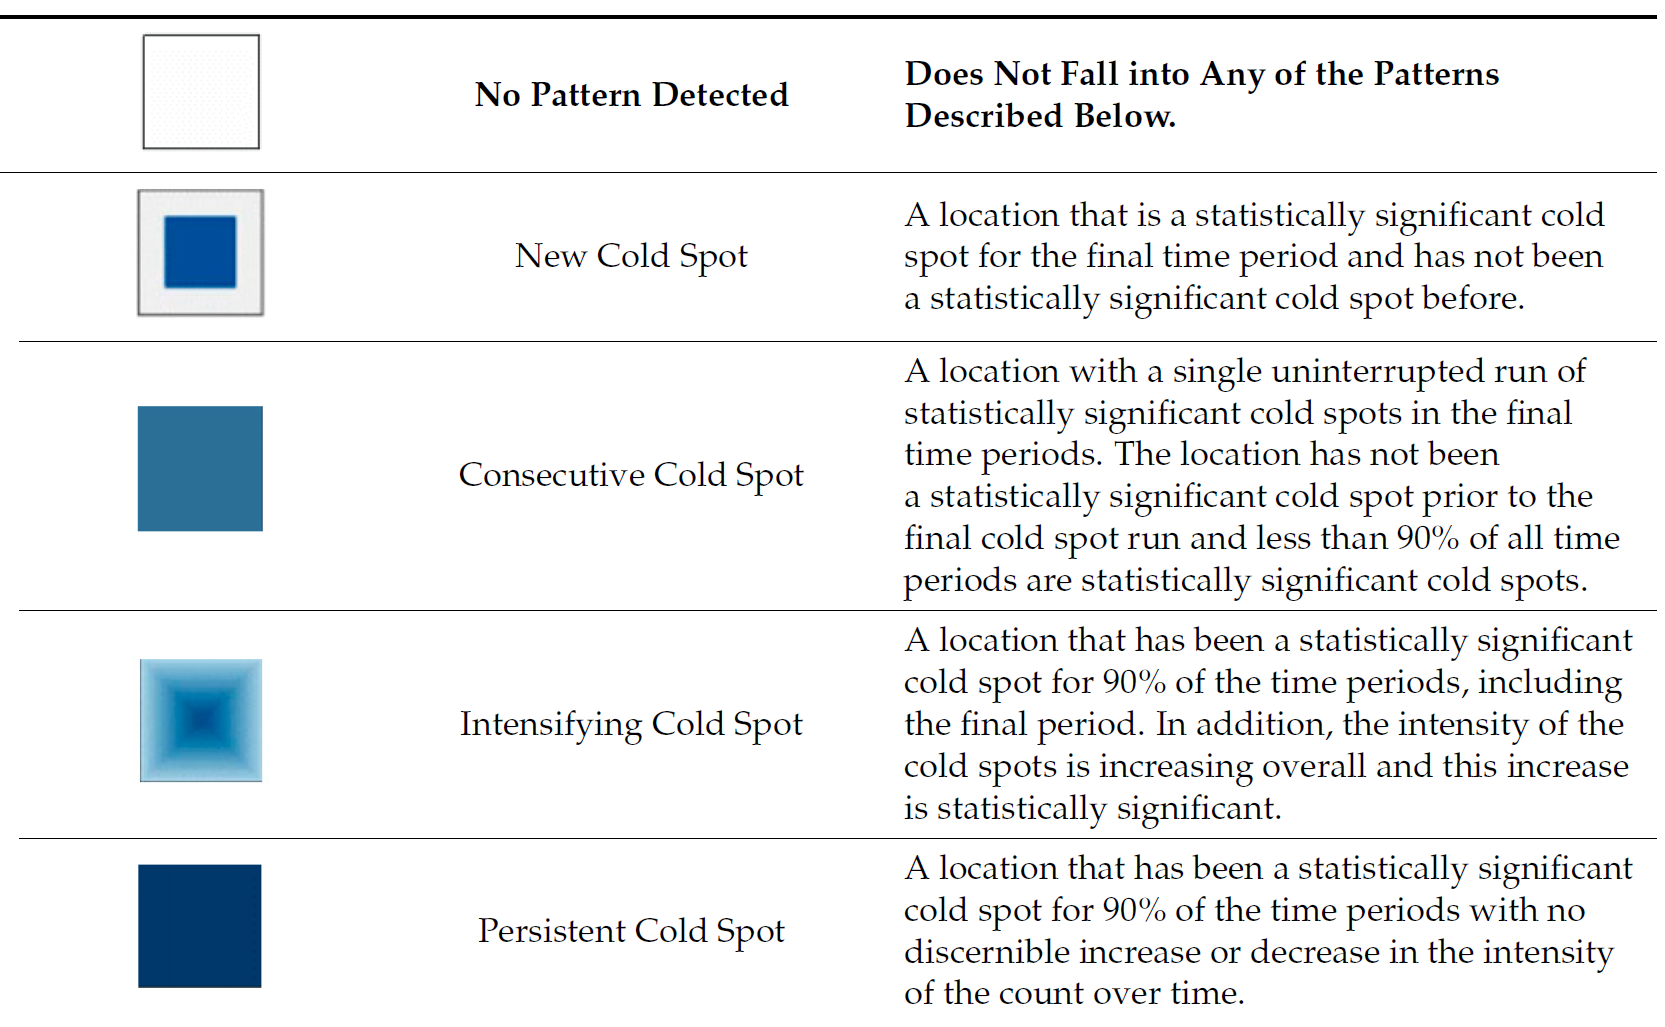 No Pattern Detected
Does Not Fall into Any of the Patterns
Described Below.
New Cold Spot
A location that is a statistically significant cold
spot for the final time period and has not been
a statistically significant cold spot before.
Consecutive Cold Spot
A location with a single uninterrupted run of
statistically significant cold spots in the final
time periods. The location has not been
a statistically significant cold spot prior to the
final cold spot run and less than 90% of all time
periods are statistically significant cold spots.
Intensifying Cold Spot
A location that has been a statistically significant
cold spot for 90% of the time periods, including
the final period. In addition, the intensity of the
cold spots is increasing overall and this increase
is statistically significant.
Persistent Cold Spot
A location that has been a statistically significant
cold spot for 90% of the time periods with no
discernible increase or decrease in the intensity
of the count over time.